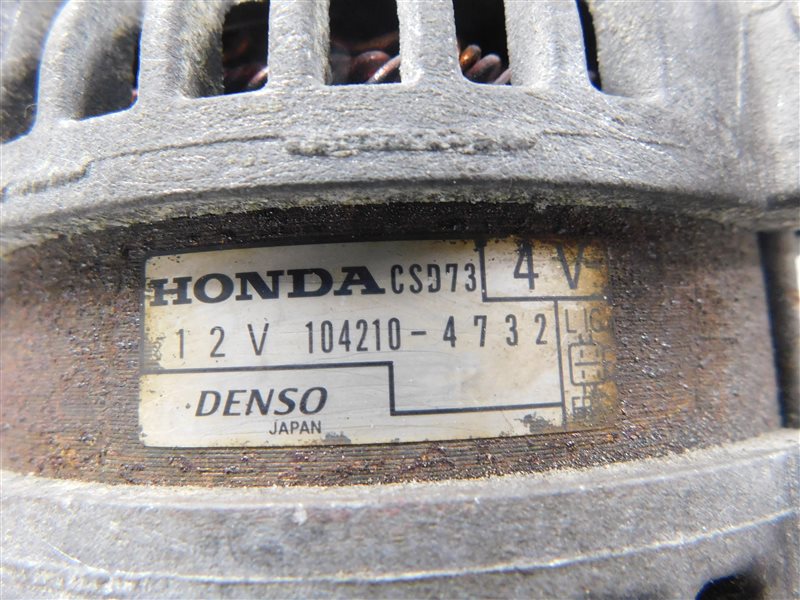 HONDA CSD73 4V
12V 104210-4732
DENSO
JAPAN